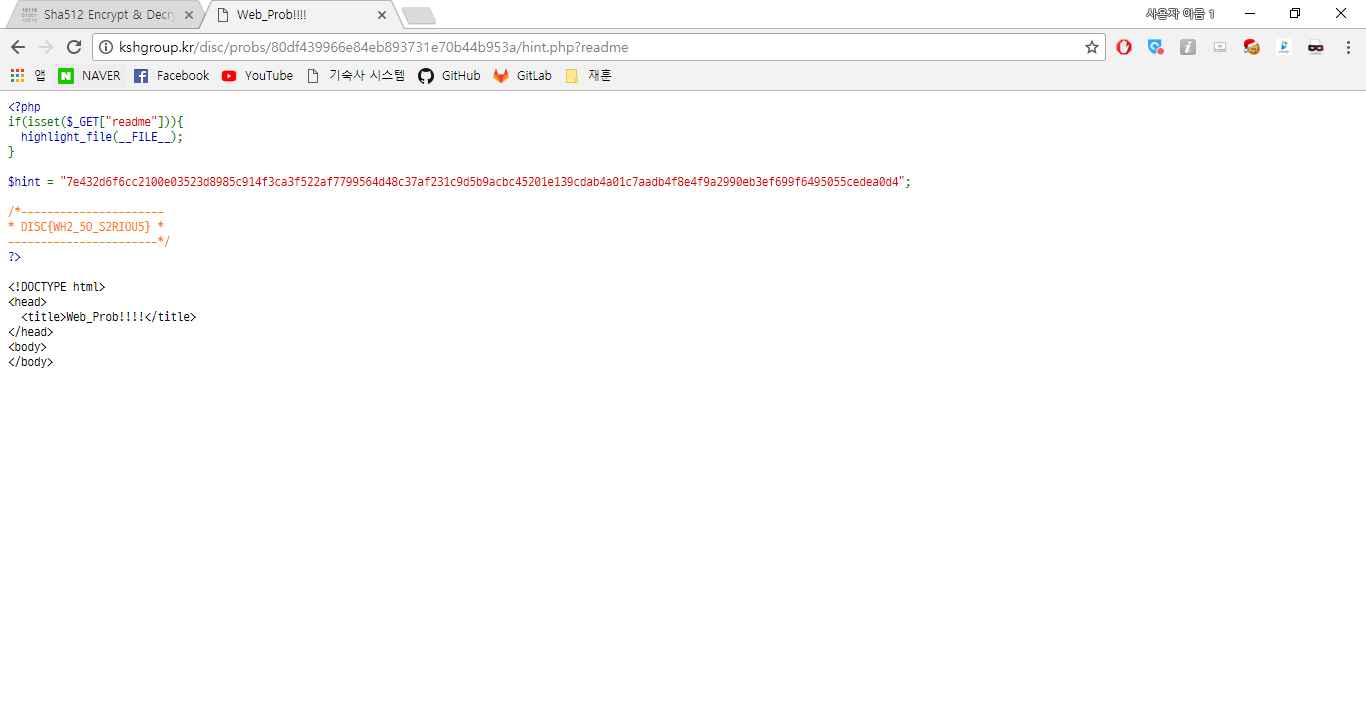 Sha512 Encrypt & Decry
Web_Prob!!!!
사용자 이름 1
kshgroup.kr/disc/probs/80df439966e84eb893731e70b44b953a/hint.php?readme
앱 NAVER Facebook YouTube 기숙사 시스템 GitHub GitLab 재훈
<?php
if(isset($_GET["readme"])){
  highlight_file(__FILE__);
}
$hint = "7e432d6f6cc2100e03523d8985c914f3ca3f522af7799564d48c37af231c9d5b9acbc45201e139cdab4a01c7aadb4f8e4f9a2990eb3ef699f6495055cedea0d4";
/*----------------------
* DISC{WH2_5O_S2RIOU5} *
-----------------------*/
?>
<!DOCTYPE html>
<head>
  <title>Web_Prob!!!!</title>
</head>
<body>
</body>